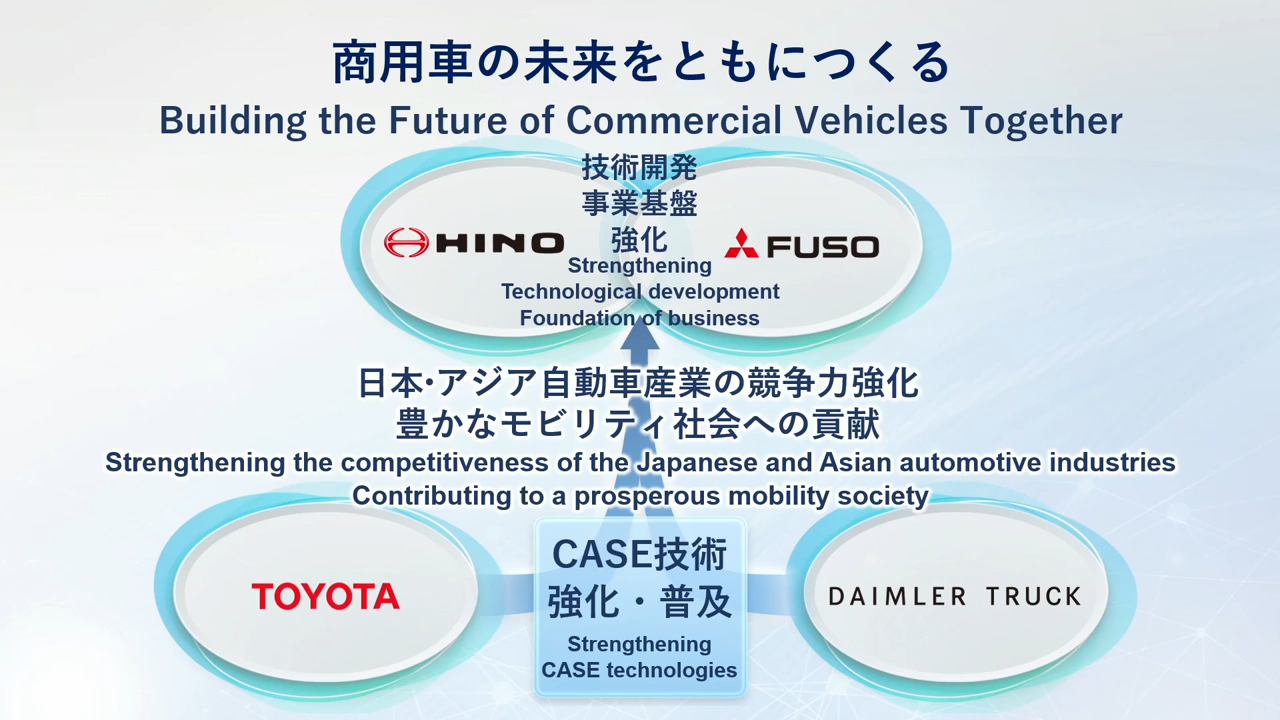 商用車の未来をともにつくる
Building the Future of Commercial Vehicles Together
技術開発
事業基盤
強化
HINO
FUSO
Strengthening
Technological development
Foundation of business
日本・アジア自動車産業の競争力強化
豊かなモビリティ社会への貢献
Strengthening the competitiveness of the Japanese and Asian automotive industries
Contributing to a prosperous mobility society
TOYOTA
CASE技術
強化・普及
Strengthening
CASE technologies
DAIMLER TRUCK